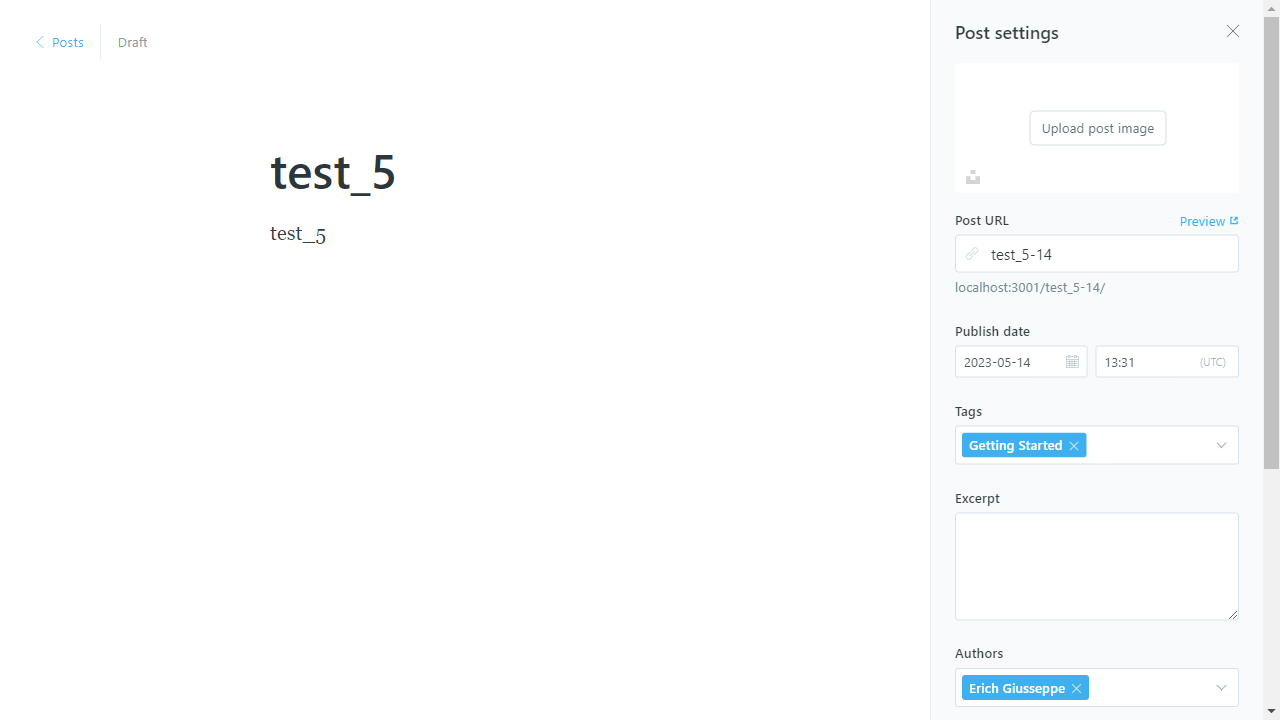 Posts
Draft
test_5
test_5
Post settings
Upload post image
Post URL
Preview
test_5-14
localhost:3001/test_5-14/
Publish date
2023-05-14
13:31
(UTC)
Tags
Getting Started
Excerpt
Authors
Erich Giusseppe